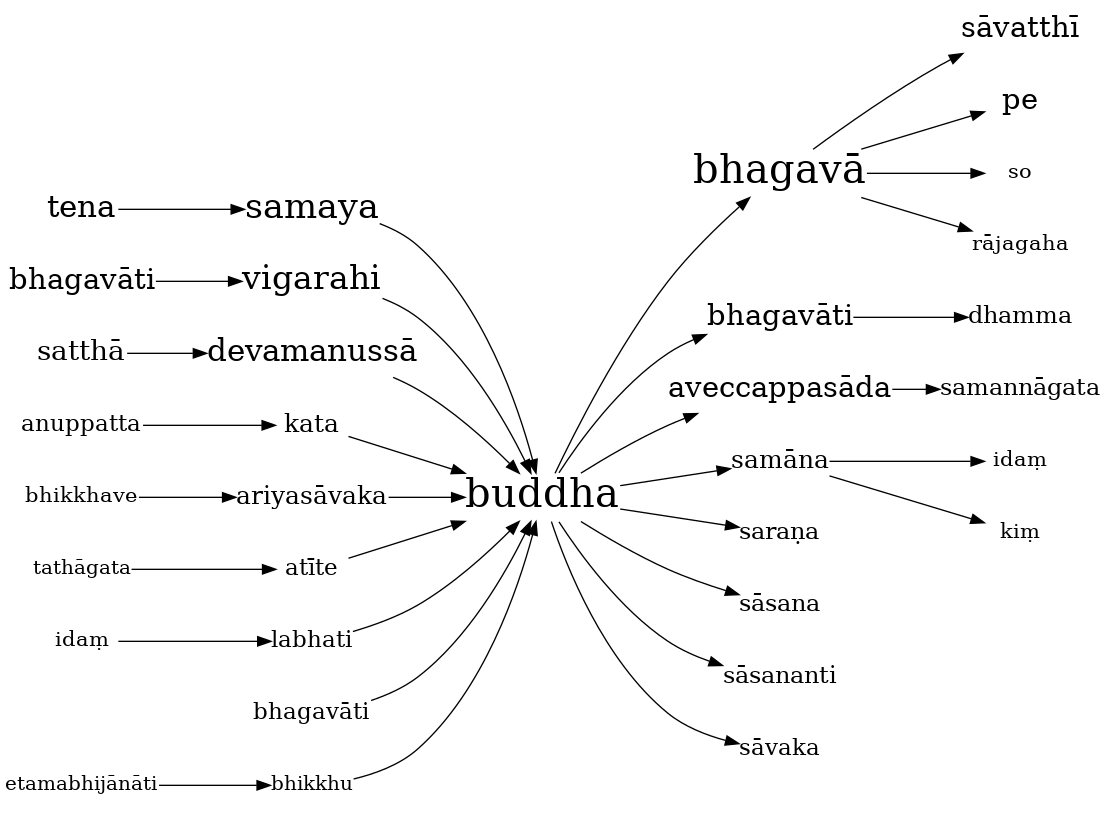 sāvatthī
pe
bhagavā
so
tena
samaya
rājagaha
bhagavāti
vigarahi
bhagavāti
dhamma
satthā
devamanussā
aveccappasāda
samannāgata
anuppatta
kata
samāna
idaṃ
bhikkhave
ariyasāvaka
buddha
saraṇa
kiṃ
tathāgata
atīte
sāsana
idaṃ
labhati
sāsananti
bhagavāti
sāvaka
etamabhijānāti
bhikkhu